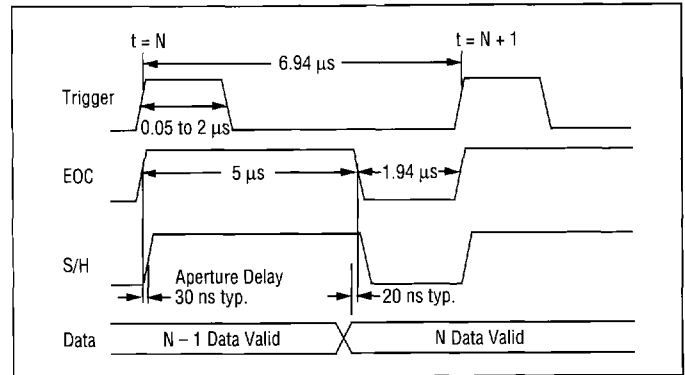 t = N
t = N + 1
6.94 µs
Trigger
0.05 to 2 µs
EOC
5 µs
1.94 µs
S/H
Aperture Delay
30 ns typ.
20 ns typ.
Data
N – 1 Data Valid
N Data Valid